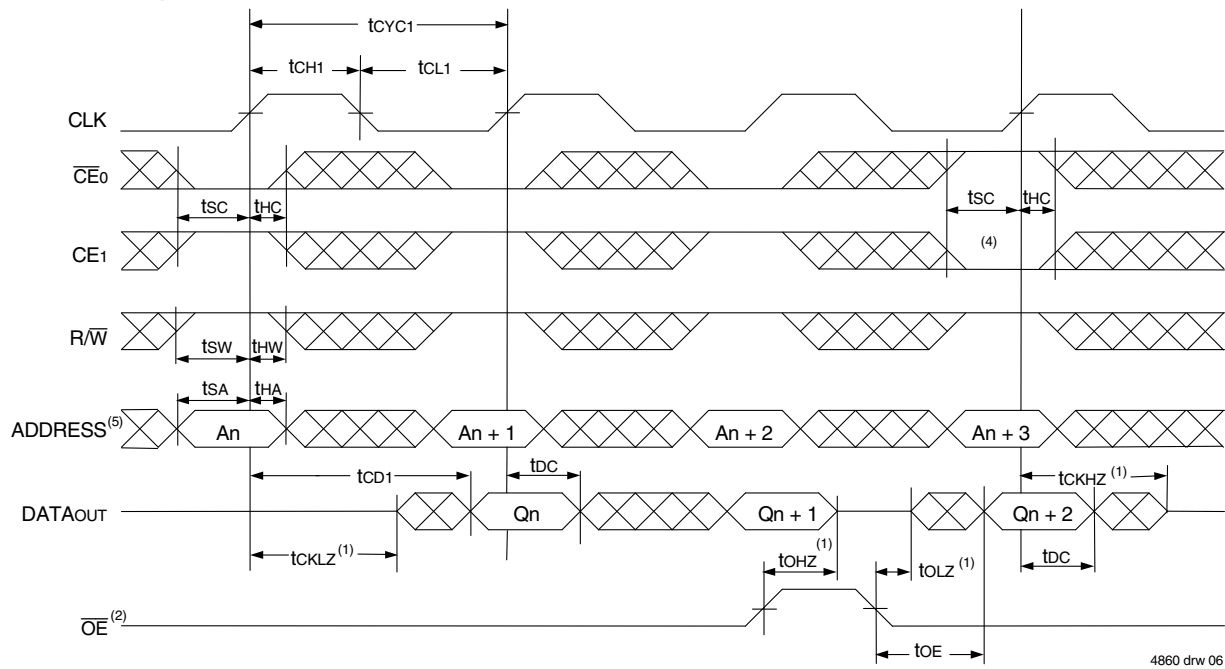 tCYC1
tCH1 tCL1
CLK
CE0
tSC tHC tSC tHC
CE1 (4)
R/W
tSW tHW
tSA tHA
ADDRESS(5) An An + 1 An + 2 An + 3
tCD1 tDC tCKHZ(1)
DATAOUT Qn Qn + 1 Qn + 2
tCKLZ(1) tOHZ(1) tOLZ(1) tDC
OE(2)
tOE
4860 drw 06